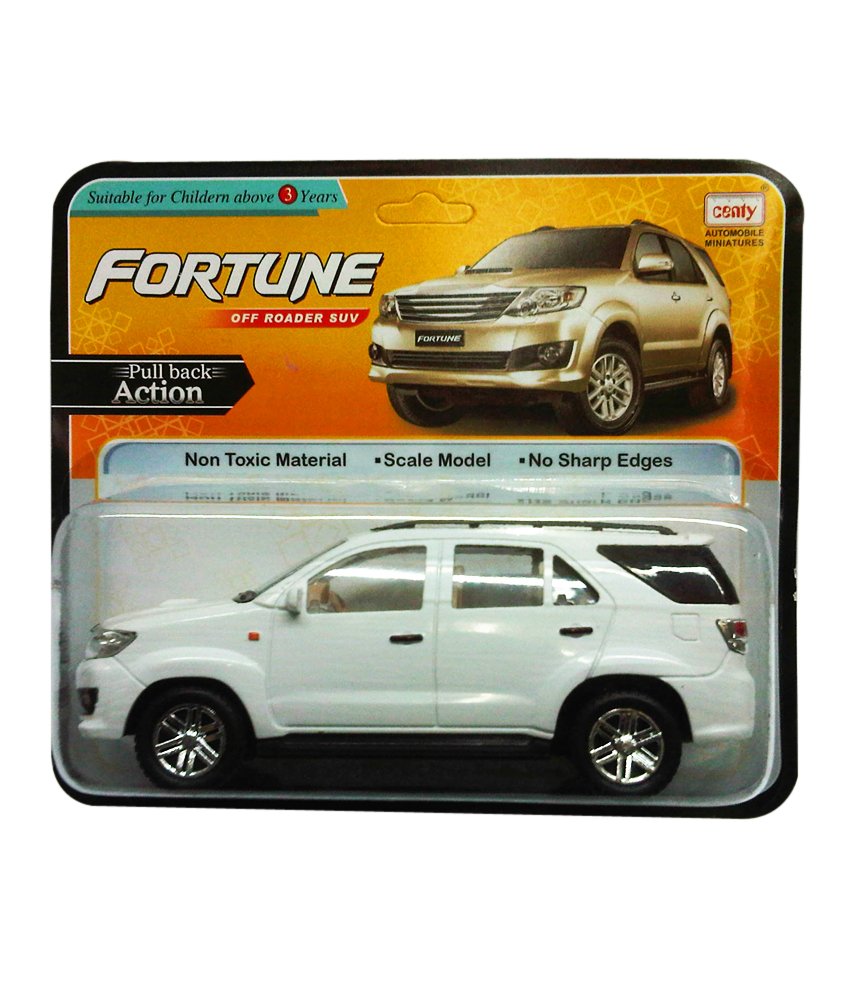 Suitable for Childern above 3 Years
centy
®
AUTOMOBILE
MINIATURES
FORTUNE
OFF ROADER SUV
FORTUNE
Pull back
Action
Non Toxic Material ▪Scale Model ▪No Sharp Edges